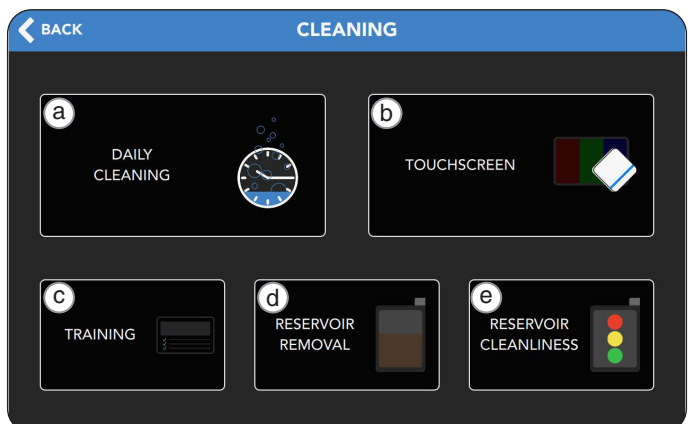 BACK
CLEANING
a
DAILY
CLEANING
b
TOUCHSCREEN
c
TRAINING
d
RESERVOIR
REMOVAL
e
RESERVOIR
CLEANLINESS